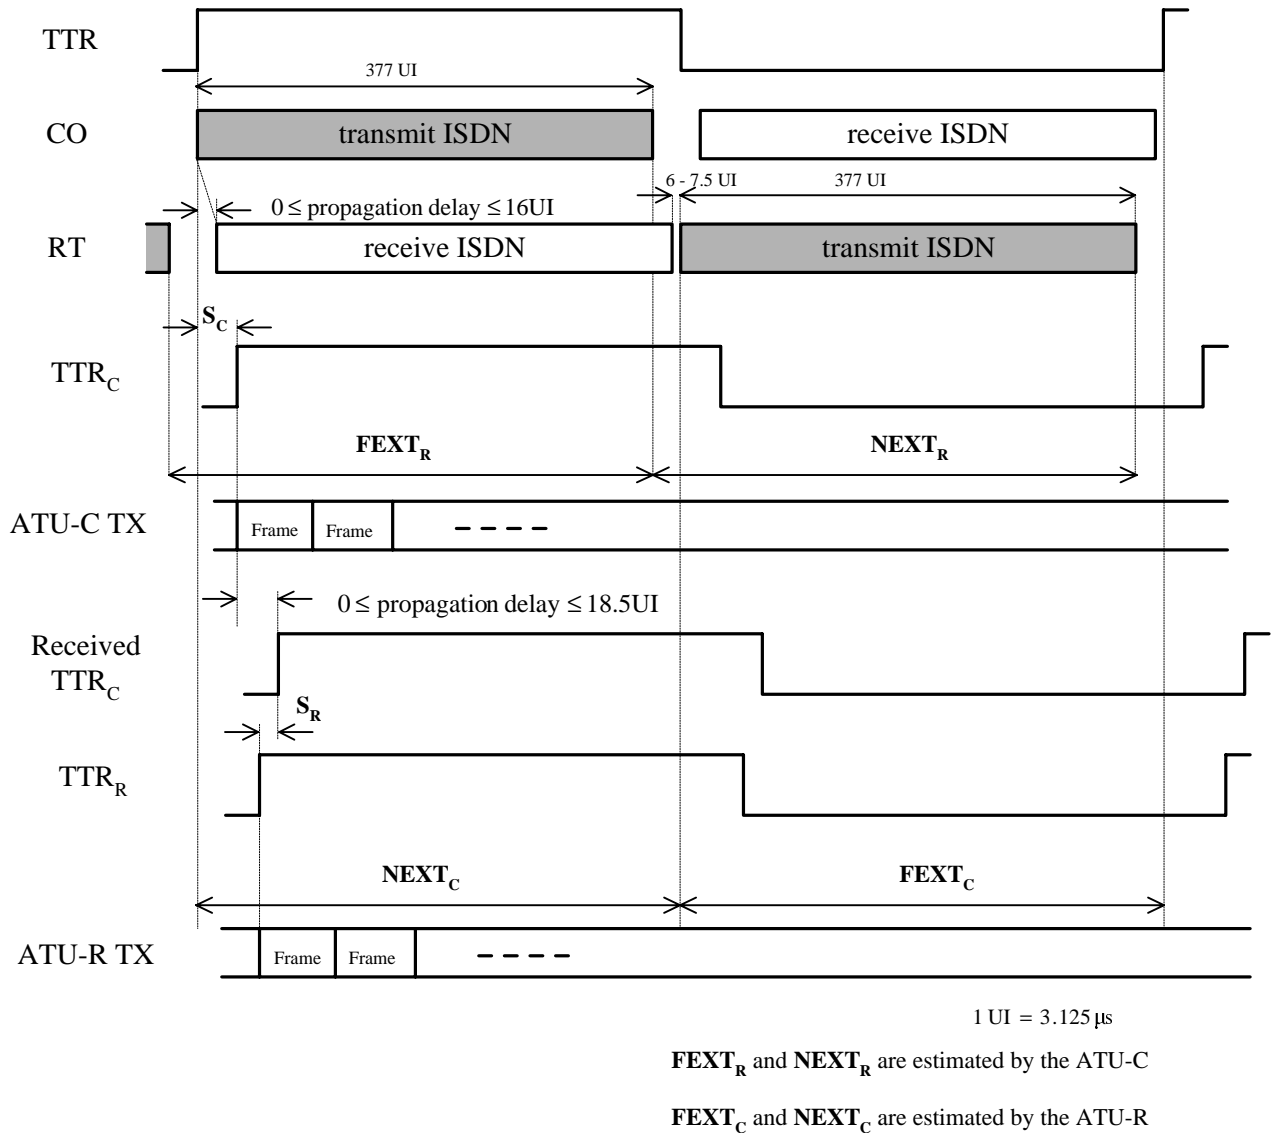 TTR
377 UI
CO
transmit ISDN
receive ISDN
6 - 7.5 UI
377 UI
0 ≤ propagation delay ≤ 16UI
RT
receive ISDN
transmit ISDN
S_C
TTR_C
FEXT_R
NEXT_R
ATU-C TX
Frame
Frame
0 ≤ propagation delay ≤ 18.5UI
Received
TTR_C
S_R
TTR_R
NEXT_C
FEXT_C
ATU-R TX
Frame
Frame
1 UI = 3.125 μs
FEXT_R and NEXT_R are estimated by the ATU-C
FEXT_C and NEXT_C are estimated by the ATU-R